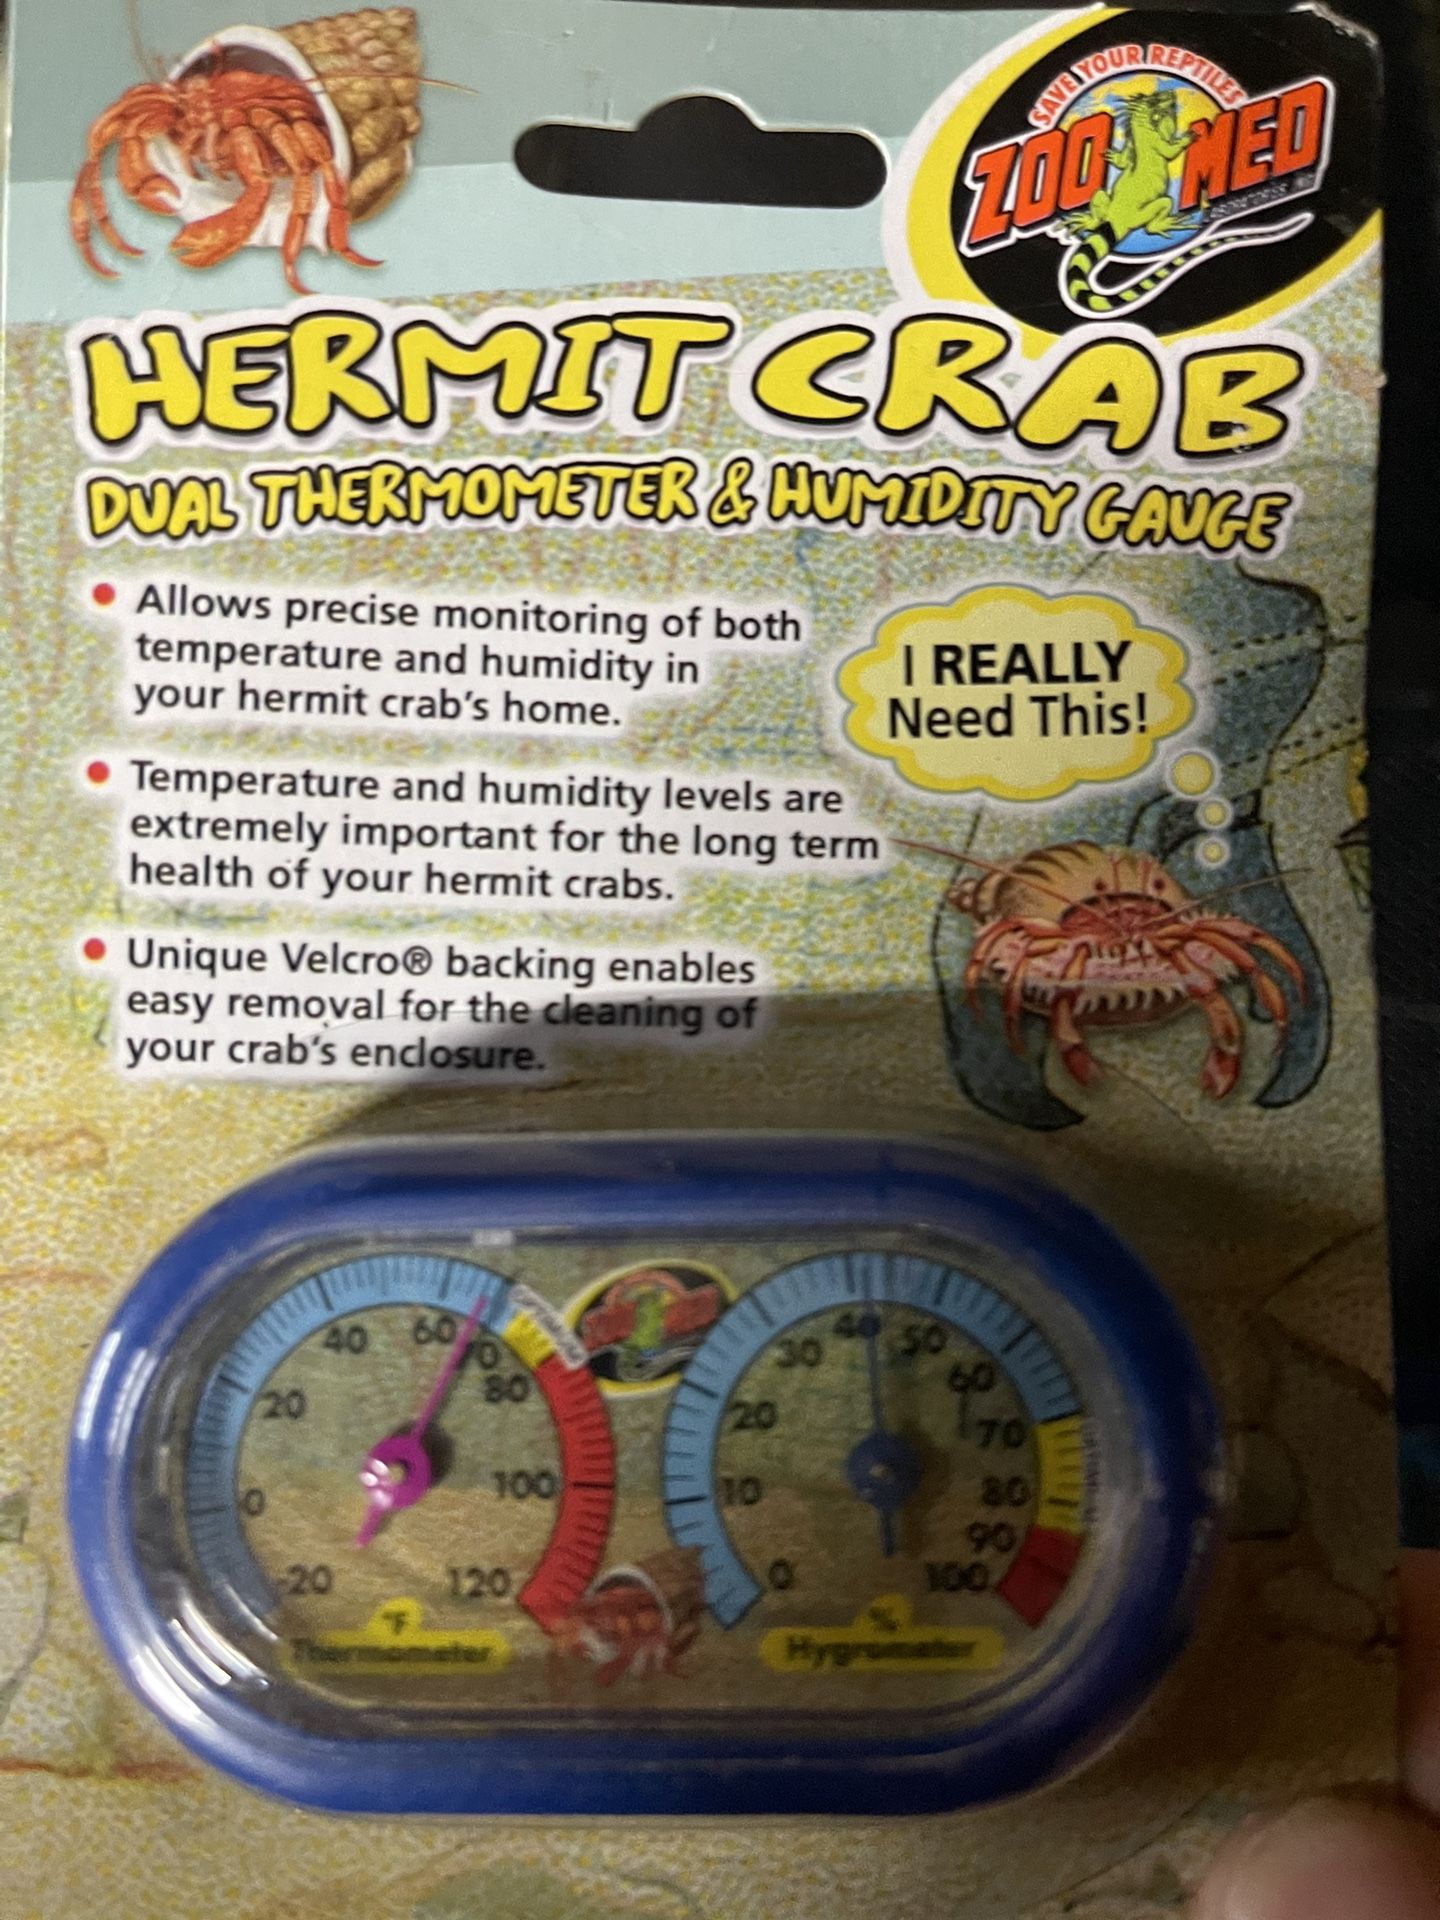 SAVE YOUR REPTILES
ZOO MED
LABORATORIES, INC.
HERMIT CRAB
DUAL THERMOMETER & HUMIDITY GAUGE
• Allows precise monitoring of both
temperature and humidity in
your hermit crab's home.
I REALLY
Need This!
• Temperature and humidity levels are
extremely important for the long term
health of your hermit crabs.
• Unique Velcro® backing enables
easy removal for the cleaning of
your crab's enclosure.
-20
0
20
40
60
70
80
100
120
°F
Thermometer
0
10
20
30
40
50
60
70
80
90
100
%
Hygrometer